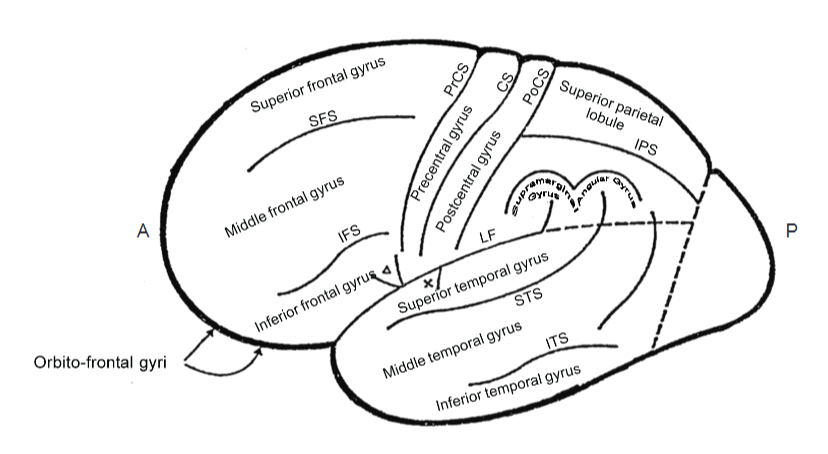 Superior frontal gyrus
SFS
PrCS
CS
PoCS
Superior parietal
lobule
IPS
Precentral gyrus
Postcentral gyrus
Supramarginal
Gyrus
Angular Gyrus
Middle frontal gyrus
A
P
IFS
LF
Inferior frontal gyrus
Superior temporal gyrus
STS
Middle temporal gyrus
ITS
Inferior temporal gyrus
Orbito-frontal gyri
x